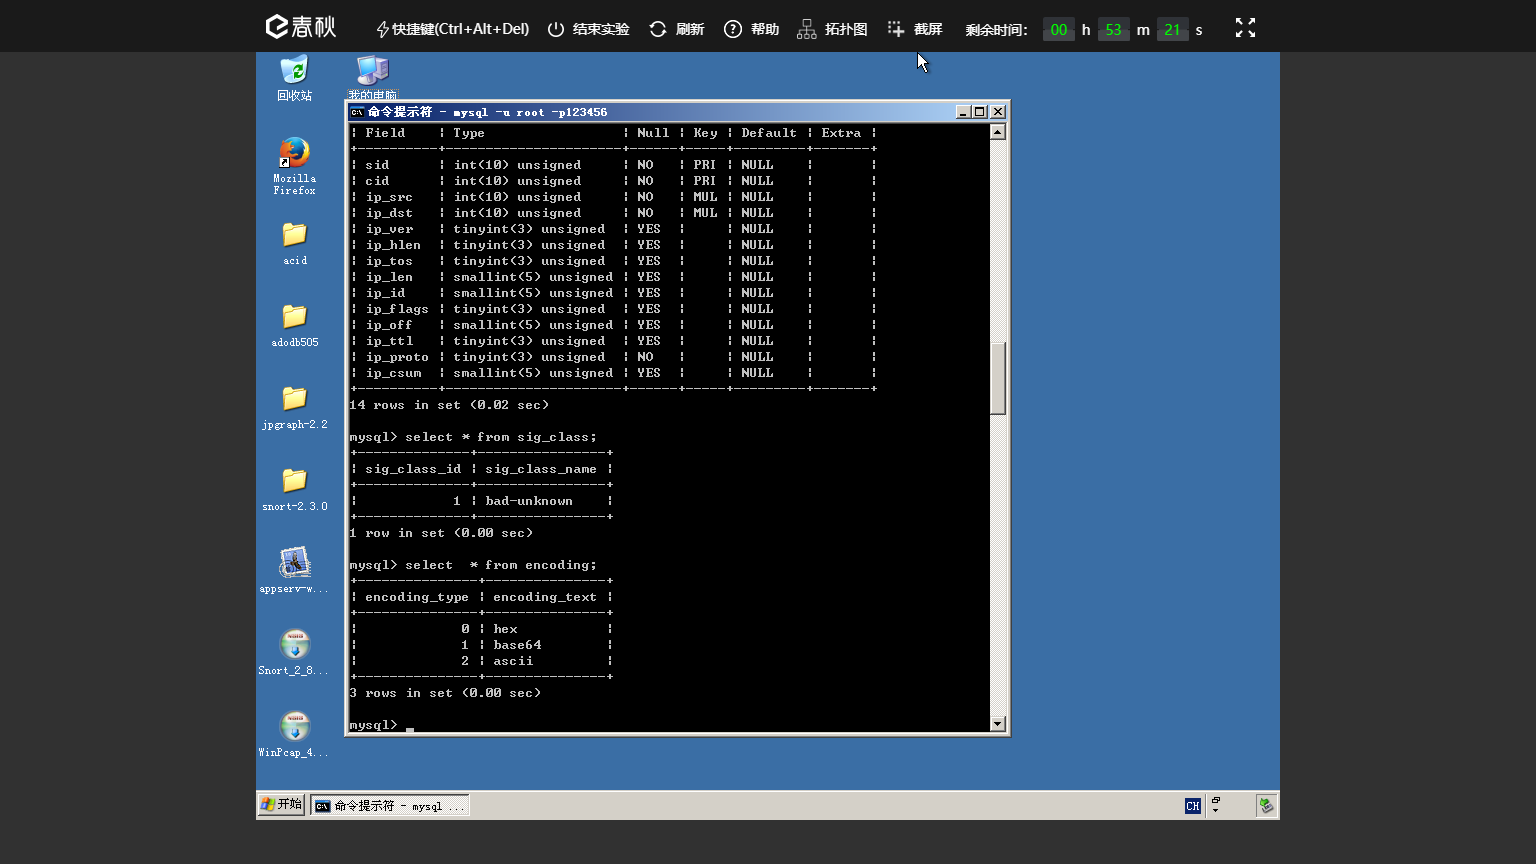 春秋 快捷键(Ctrl+Alt+Del) 结束实验 刷新 帮助 拓扑图 截屏 剩余时间: 00 h 53 m 21 s
回收站
我的电脑
Mozilla
Firefox
acid
adodb505
jpgraph-2.2
snort-2.3.0
appserv-w...
Snort_2_8...
WinPcap_4...
命令提示符 - mysql -u root -p123456
| Field | Type | Null | Key | Default | Extra |
+----------+----------------------+------+-----+---------+-------+
| sid | int(10) unsigned | NO | PRI | NULL | |
| cid | int(10) unsigned | NO | PRI | NULL | |
| ip_src | int(10) unsigned | NO | MUL | NULL | |
| ip_dst | int(10) unsigned | NO | MUL | NULL | |
| ip_ver | tinyint(3) unsigned | YES | | NULL | |
| ip_hlen | tinyint(3) unsigned | YES | | NULL | |
| ip_tos | tinyint(3) unsigned | YES | | NULL | |
| ip_len | smallint(5) unsigned | YES | | NULL | |
| ip_id | smallint(5) unsigned | YES | | NULL | |
| ip_flags | tinyint(3) unsigned | YES | | NULL | |
| ip_off | smallint(5) unsigned | YES | | NULL | |
| ip_ttl | tinyint(3) unsigned | YES | | NULL | |
| ip_proto | tinyint(3) unsigned | NO | | NULL | |
| ip_csum | smallint(5) unsigned | YES | | NULL | |
+----------+----------------------+------+-----+---------+-------+
14 rows in set (0.02 sec)
mysql> select * from sig_class;
+--------------+----------------+
| sig_class_id | sig_class_name |
+--------------+----------------+
| 1 | bad-unknown |
+--------------+----------------+
1 row in set (0.00 sec)
mysql> select  * from encoding;
+---------------+---------------+
| encoding_type | encoding_text |
+---------------+---------------+
| 0 | hex |
| 1 | base64 |
| 2 | ascii |
+---------------+---------------+
3 rows in set (0.00 sec)
mysql> _
开始 命令提示符 - mysql ... CH